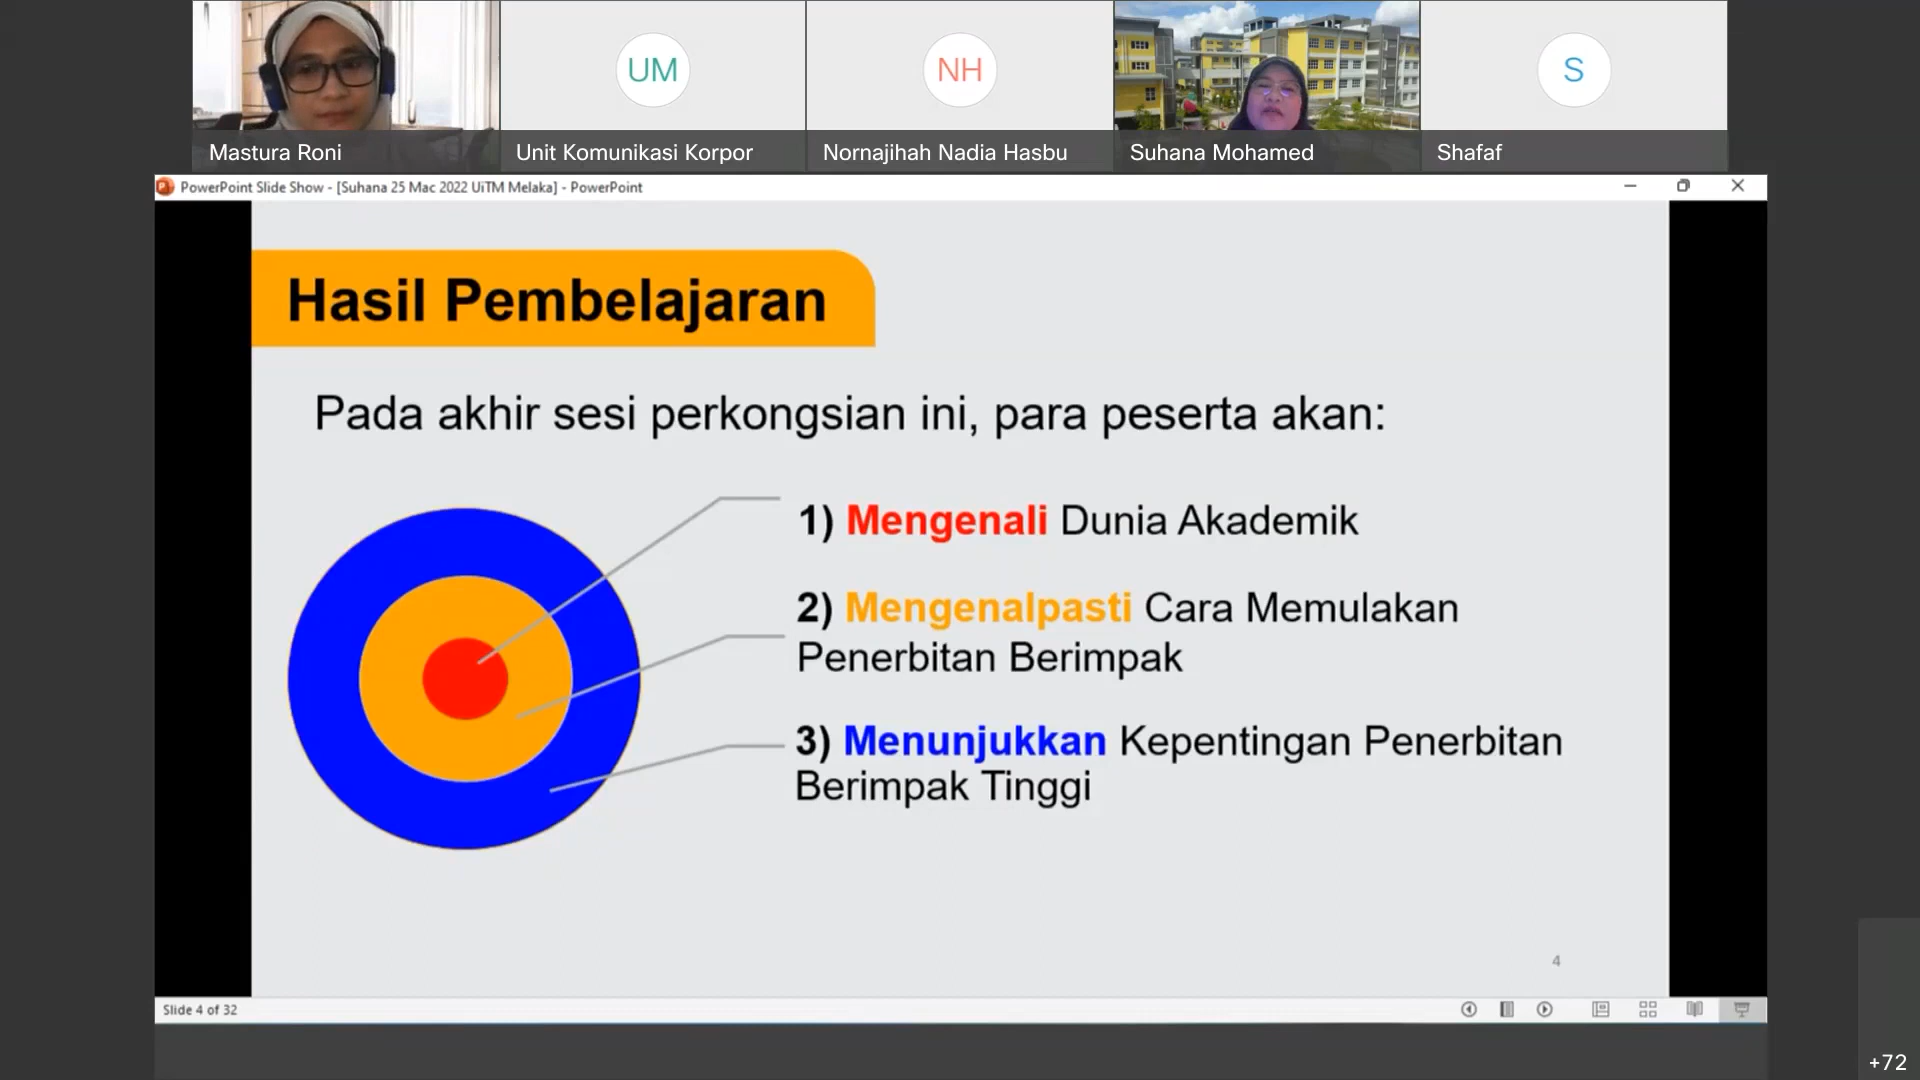 UM
NH
S
Mastura Roni
Unit Komunikasi Korpor
Nornajihah Nadia Hasbu
Suhana Mohamed
Shafaf
PowerPoint Slide Show - [Suhana 25 Mac 2022 UiTM Melaka] - PowerPoint
Hasil Pembelajaran
Pada akhir sesi perkongsian ini, para peserta akan:
1) Mengenali Dunia Akademik
2) Mengenalpasti Cara Memulakan
Penerbitan Berimpak
3) Menunjukkan Kepentingan Penerbitan
Berimpak Tinggi
4
Slide 4 of 32
+72